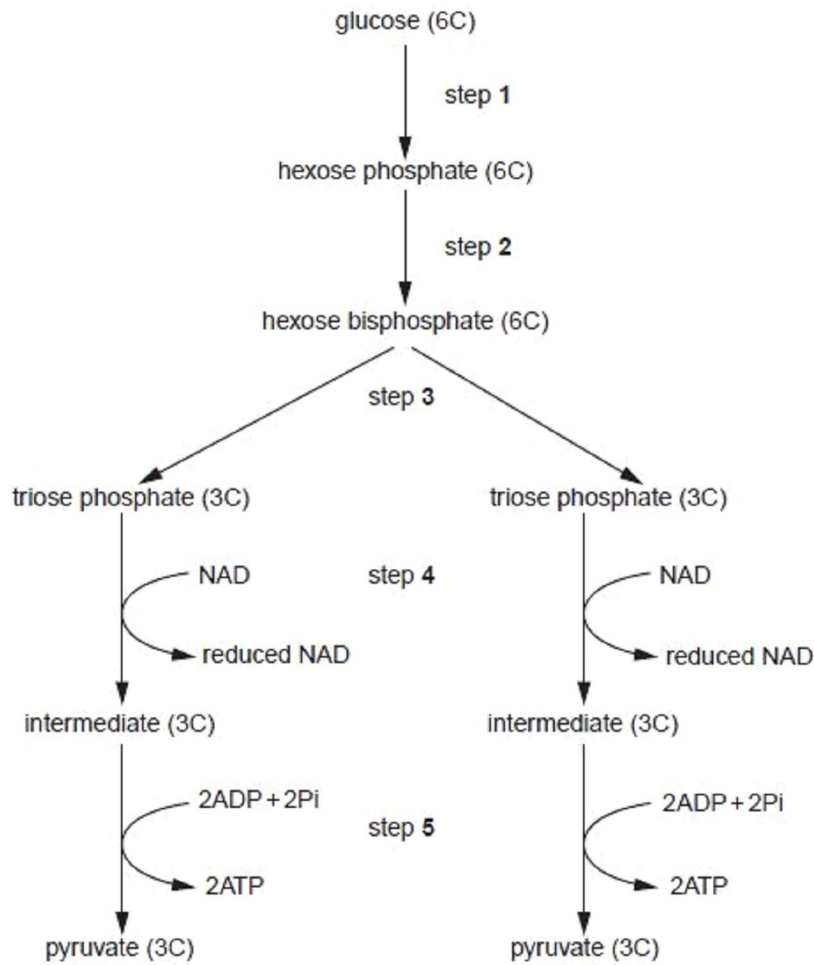 glucose (6C)
step 1
hexose phosphate (6C)
step 2
hexose bisphosphate (6C)
step 3
triose phosphate (3C) triose phosphate (3C)
NAD step 4 NAD
reduced NAD reduced NAD
intermediate (3C) intermediate (3C)
2ADP + 2Pi 2ADP + 2Pi
step 5
2ATP 2ATP
pyruvate (3C) pyruvate (3C)